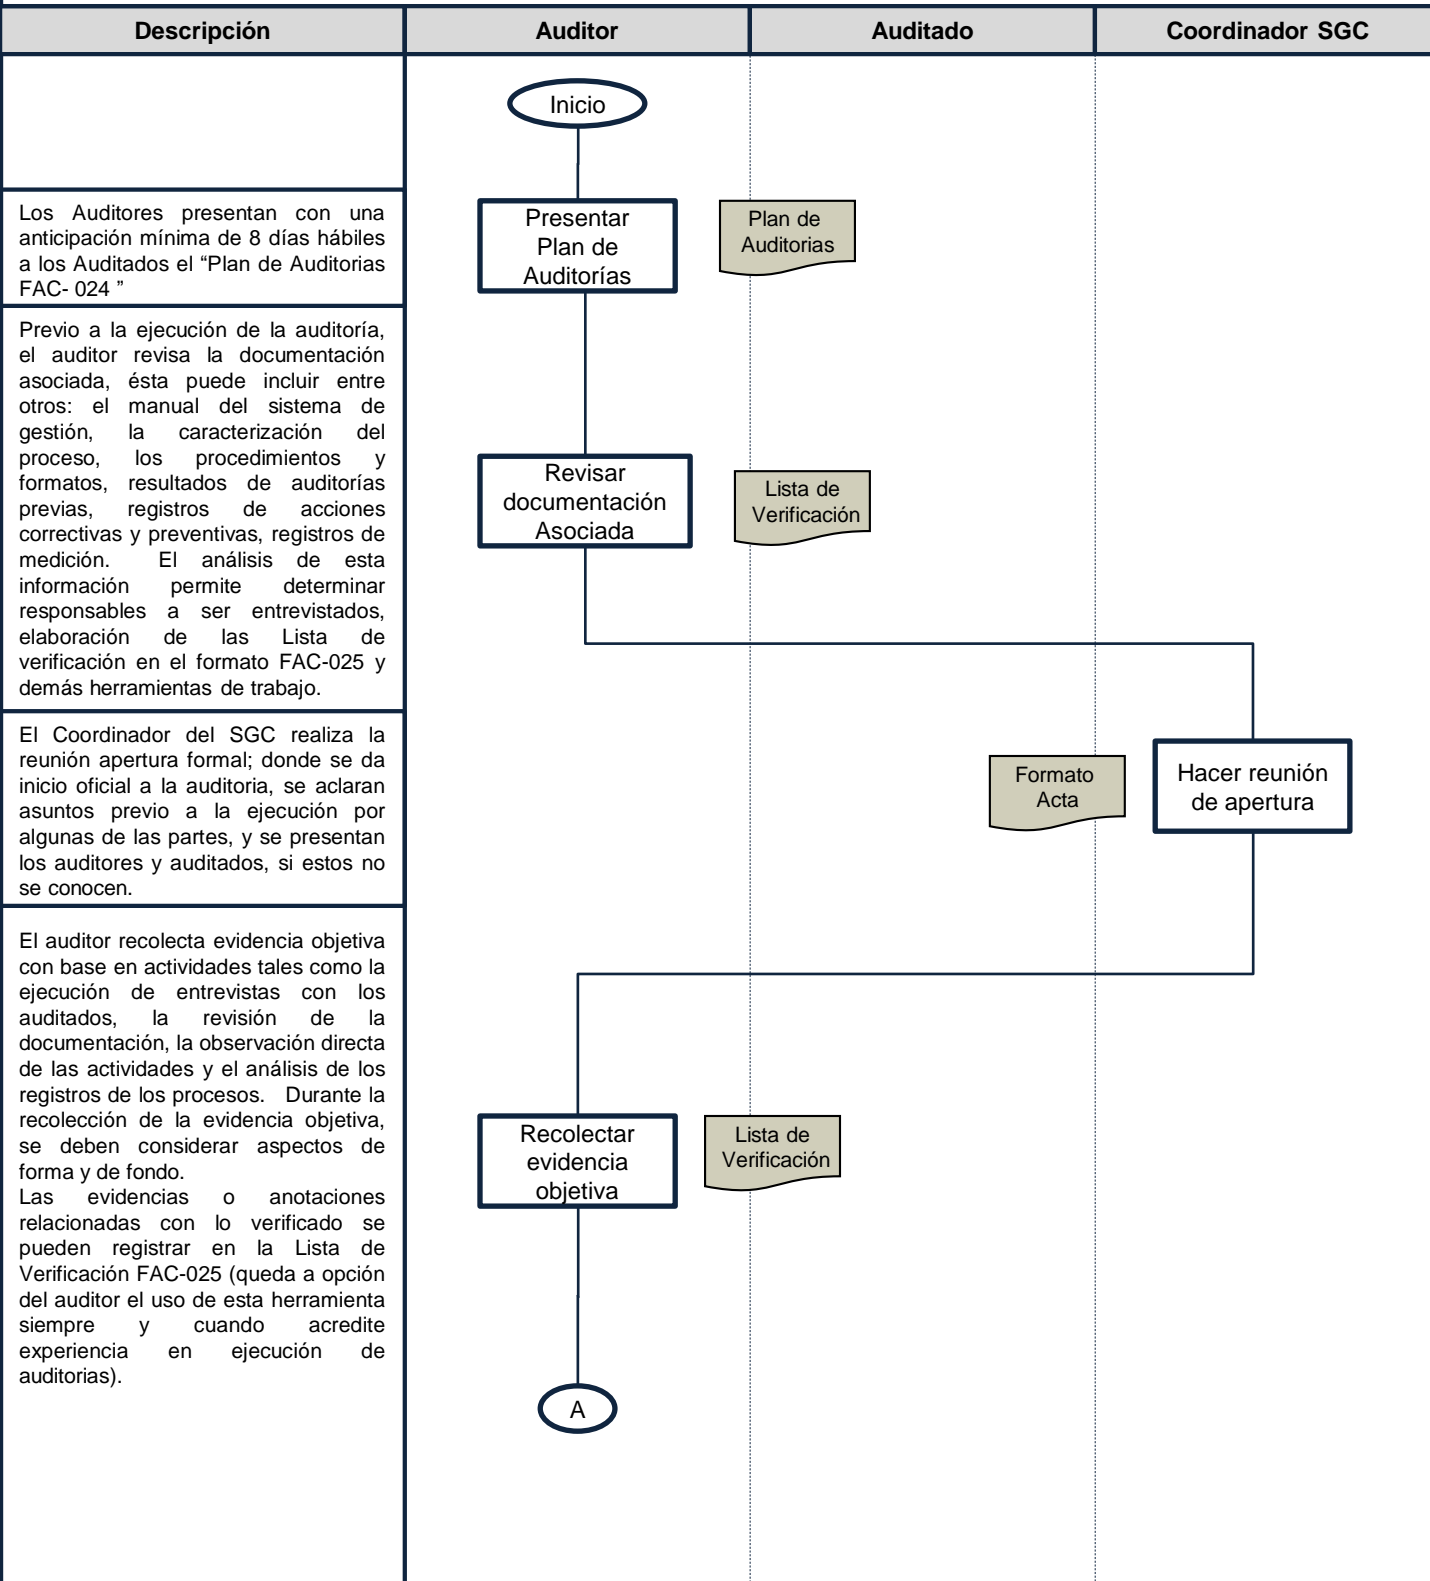 Descripción
Auditor
Auditado
Coordinador SGC
Inicio
Los Auditores presentan con una
anticipación mínima de 8 días hábiles
a los Auditados el “Plan de Auditorias
FAC- 024 ”
Presentar
Plan de
Auditorías
Plan de
Auditorias
Previo a la ejecución de la auditoría,
el auditor revisa la documentación
asociada, ésta puede incluir entre
otros: el manual del sistema de
gestión, la caracterización del
proceso, los procedimientos y
formatos, resultados de auditorías
previas, registros de acciones
correctivas y preventivas, registros de
medición. El análisis de esta
información permite determinar
responsables a ser entrevistados,
elaboración de las Lista de
verificación en el formato FAC-025 y
demás herramientas de trabajo.
Revisar
documentación
Asociada
Lista de
Verificación
El Coordinador del SGC realiza la
reunión apertura formal; donde se da
inicio oficial a la auditoria, se aclaran
asuntos previo a la ejecución por
algunas de las partes, y se presentan
los auditores y auditados, si estos no
se conocen.
Formato
Acta
Hacer reunión
de apertura
El auditor recolecta evidencia objetiva
con base en actividades tales como la
ejecución de entrevistas con los
auditados, la revisión de la
documentación, la observación directa
de las actividades y el análisis de los
registros de los procesos. Durante la
recolección de la evidencia objetiva,
se deben considerar aspectos de
forma y de fondo.
Las evidencias o anotaciones
relacionadas con lo verificado se
pueden registrar en la Lista de
Verificación FAC-025 (queda a opción
del auditor el uso de esta herramienta
siempre y cuando acredite
experiencia en ejecución de
auditorias).
Recolectar
evidencia
objetiva
Lista de
Verificación
A